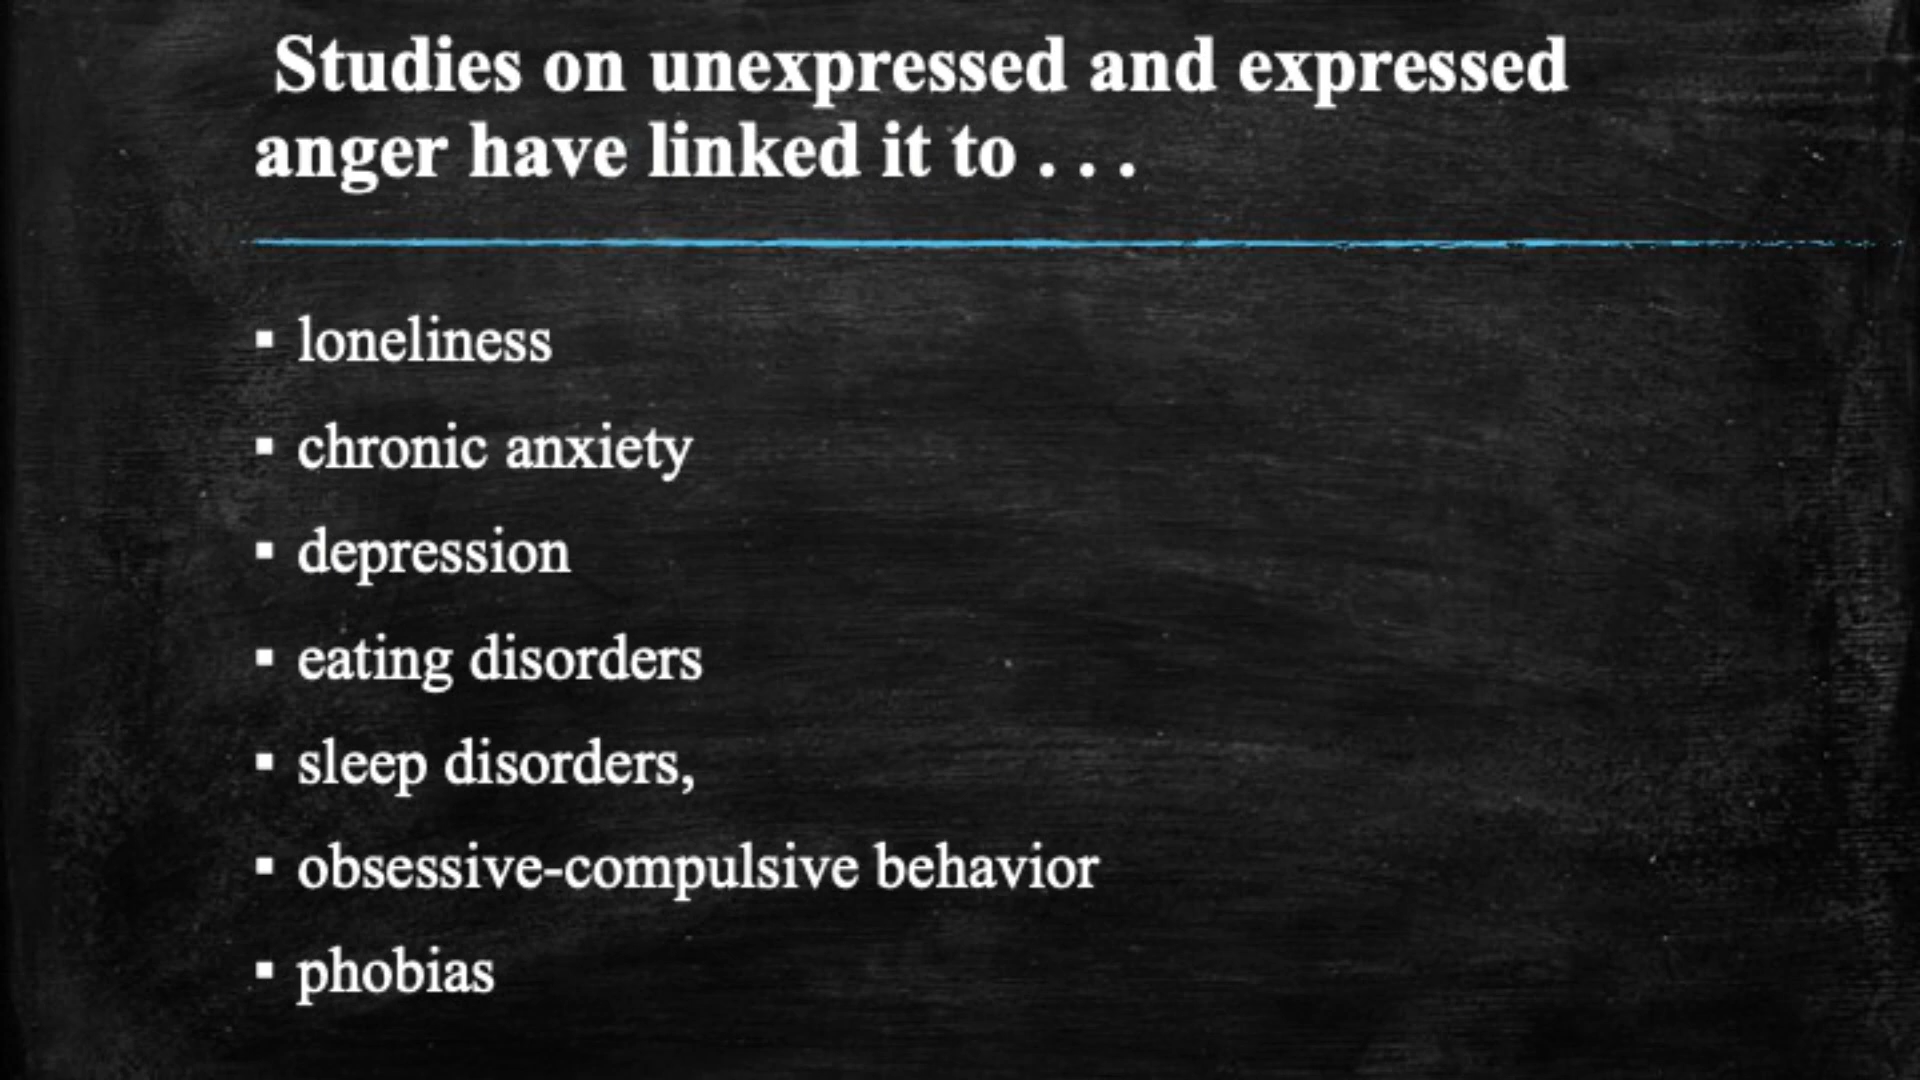 Studies on unexpressed and expressed
anger have linked it to . . .
▪ loneliness
▪ chronic anxiety
▪ depression
▪ eating disorders
▪ sleep disorders,
▪ obsessive-compulsive behavior
▪ phobias